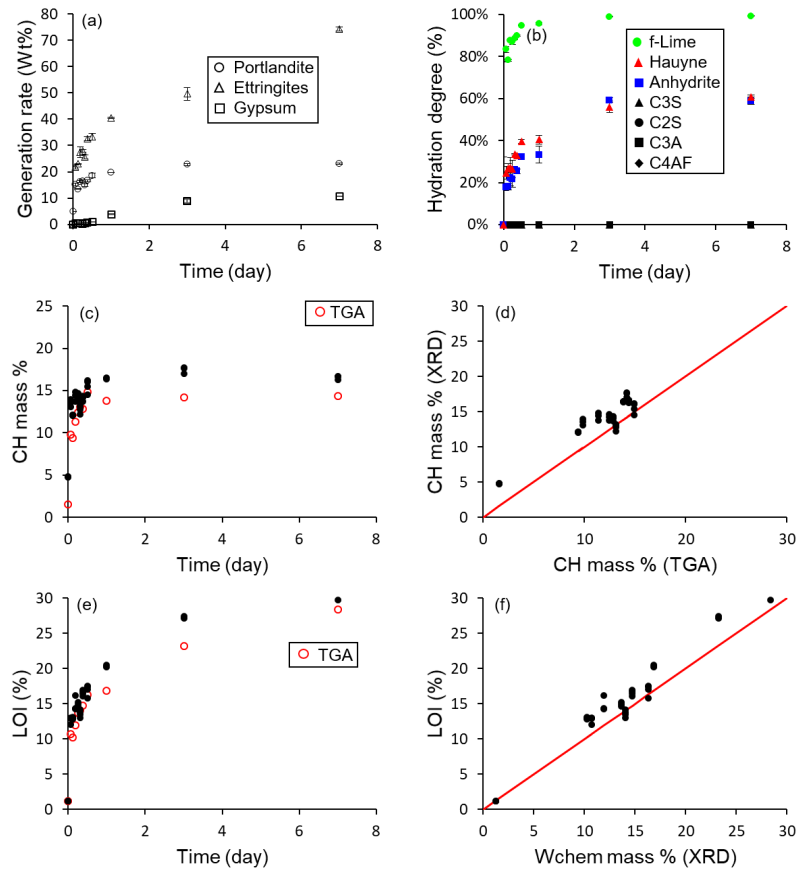 (a)
Generation rate (Wt%)
90
80
70
60
50
40
30
20
10
0
Portlandite
Ettringites
Gypsum
0 2 4 6 8
Time (day)
(b)
Hydration degree (%)
100%
80%
60%
40%
20%
0%
f-Lime
Hauyne
Anhydrite
C3S
C2S
C3A
C4AF
0 2 4 6 8
Time (day)
(c)
CH mass %
25
20
15
10
5
0
TGA
0 2 4 6 8
Time (day)
(d)
CH mass % (XRD)
30
25
20
15
10
5
0
0 10 20 30
CH mass % (TGA)
(e)
LOI (%)
30
25
20
15
10
5
0
TGA
0 2 4 6 8
Time (day)
(f)
LOI (%)
30
25
20
15
10
5
0
0 5 10 15 20 25 30
Wchem mass % (XRD)